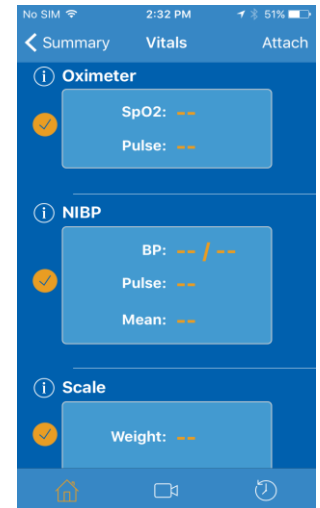 No SIM 2:32 PM 51%
Summary Vitals Attach
Oximeter
SpO2: --
Pulse: --
NIBP
BP: -- / --
Pulse: --
Mean: --
Scale
Weight: --